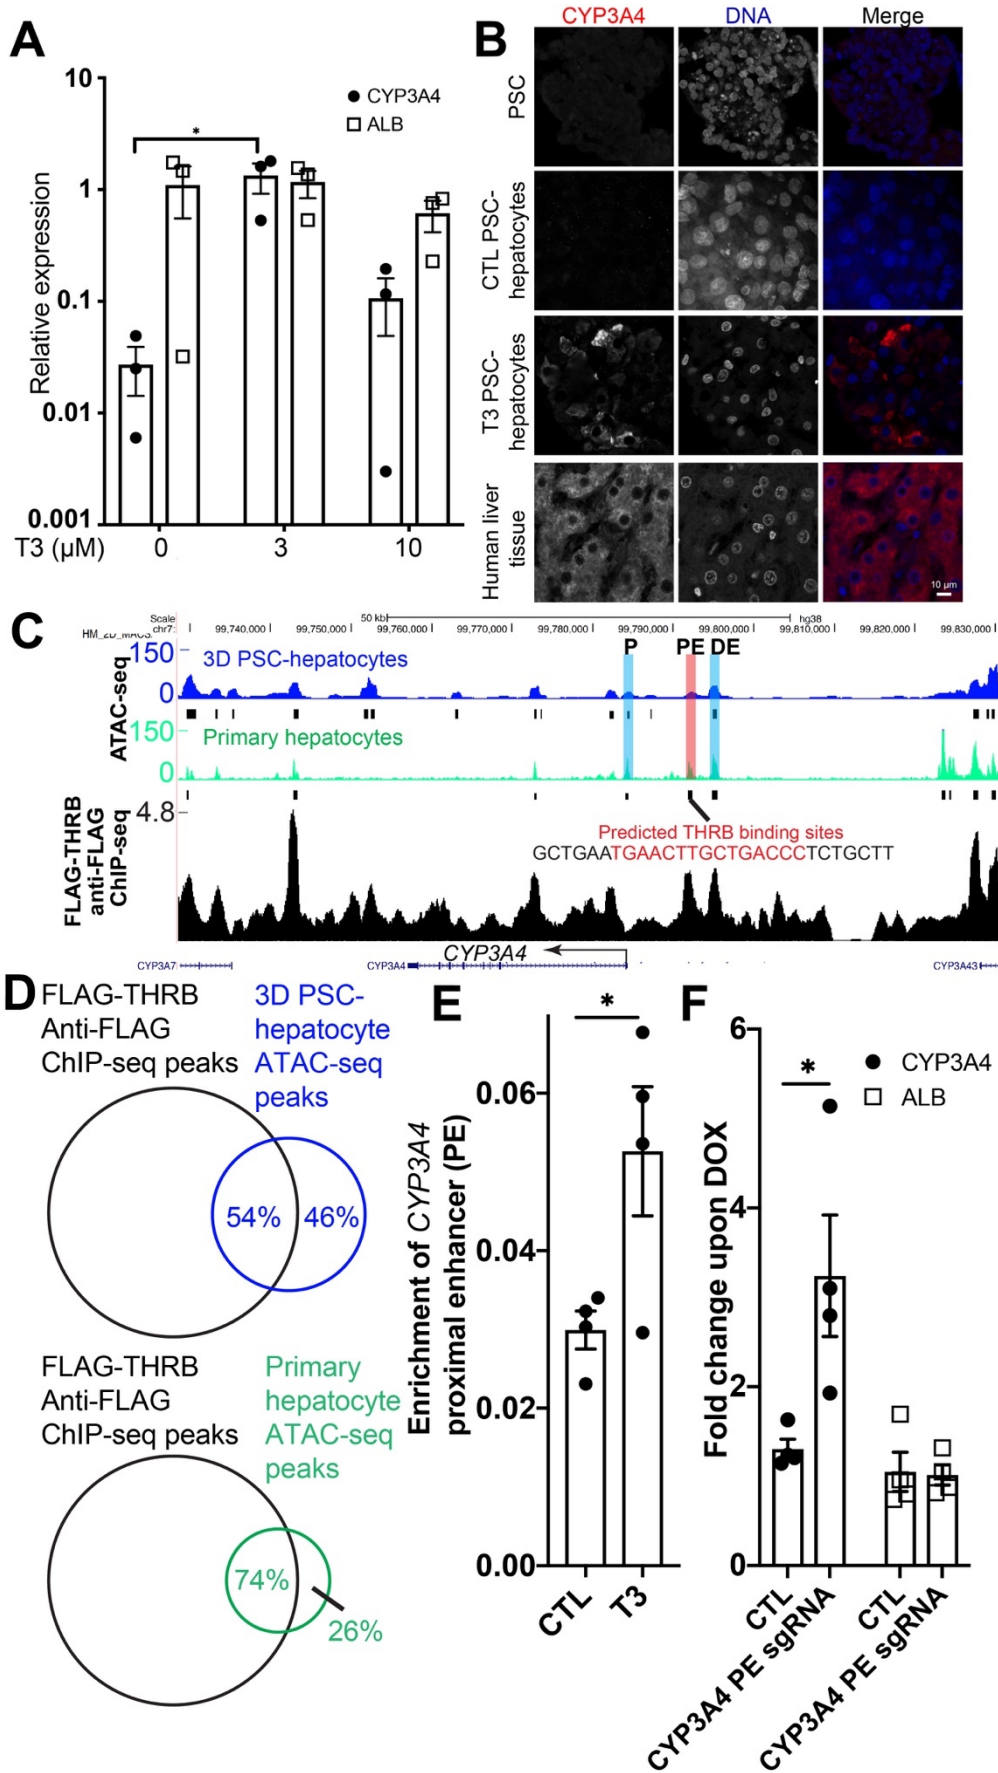 A
10
1
0.1
0.01
0.001
Relative expression
CYP3A4
ALB
*
T3 (µM)
0
3
10
B
CYP3A4
DNA
Merge
PSC
CTL PSC-
hepatocytes
T3 PSC-
hepatocytes
Human liver
tissue
10 µm
C
Scale
chr7:
50 kb
hg38
99,740,000
99,750,000
99,760,000
99,770,000
99,780,000
99,790,000
99,800,000
99,810,000
99,820,000
99,830,000
P
PE
DE
ATAC-seq
150
0
3D PSC-hepatocytes
150
0
Primary hepatocytes
FLAG-THRB
anti-FLAG
ChIP-seq
4.8
Predicted THRB binding sites
GCTGAATGAACTTGCTGACCCTCTGCTT
CYP3A4
CYP3A7
CYP3A4
CYP3A43
D
FLAG-THRB
Anti-FLAG
ChIP-seq peaks
3D PSC-
hepatocyte
ATAC-seq
peaks
54%
46%
FLAG-THRB
Anti-FLAG
ChIP-seq peaks
Primary
hepatocyte
ATAC-seq
peaks
74%
26%
E
Enrichment of CYP3A4
proximal enhancer (PE)
0.06
0.04
0.02
0.00
*
CTL
T3
F
Fold change upon DOX
6
4
2
0
*
CYP3A4
ALB
CTL
CYP3A4 PE sgRNA
CTL
CYP3A4 PE sgRNA